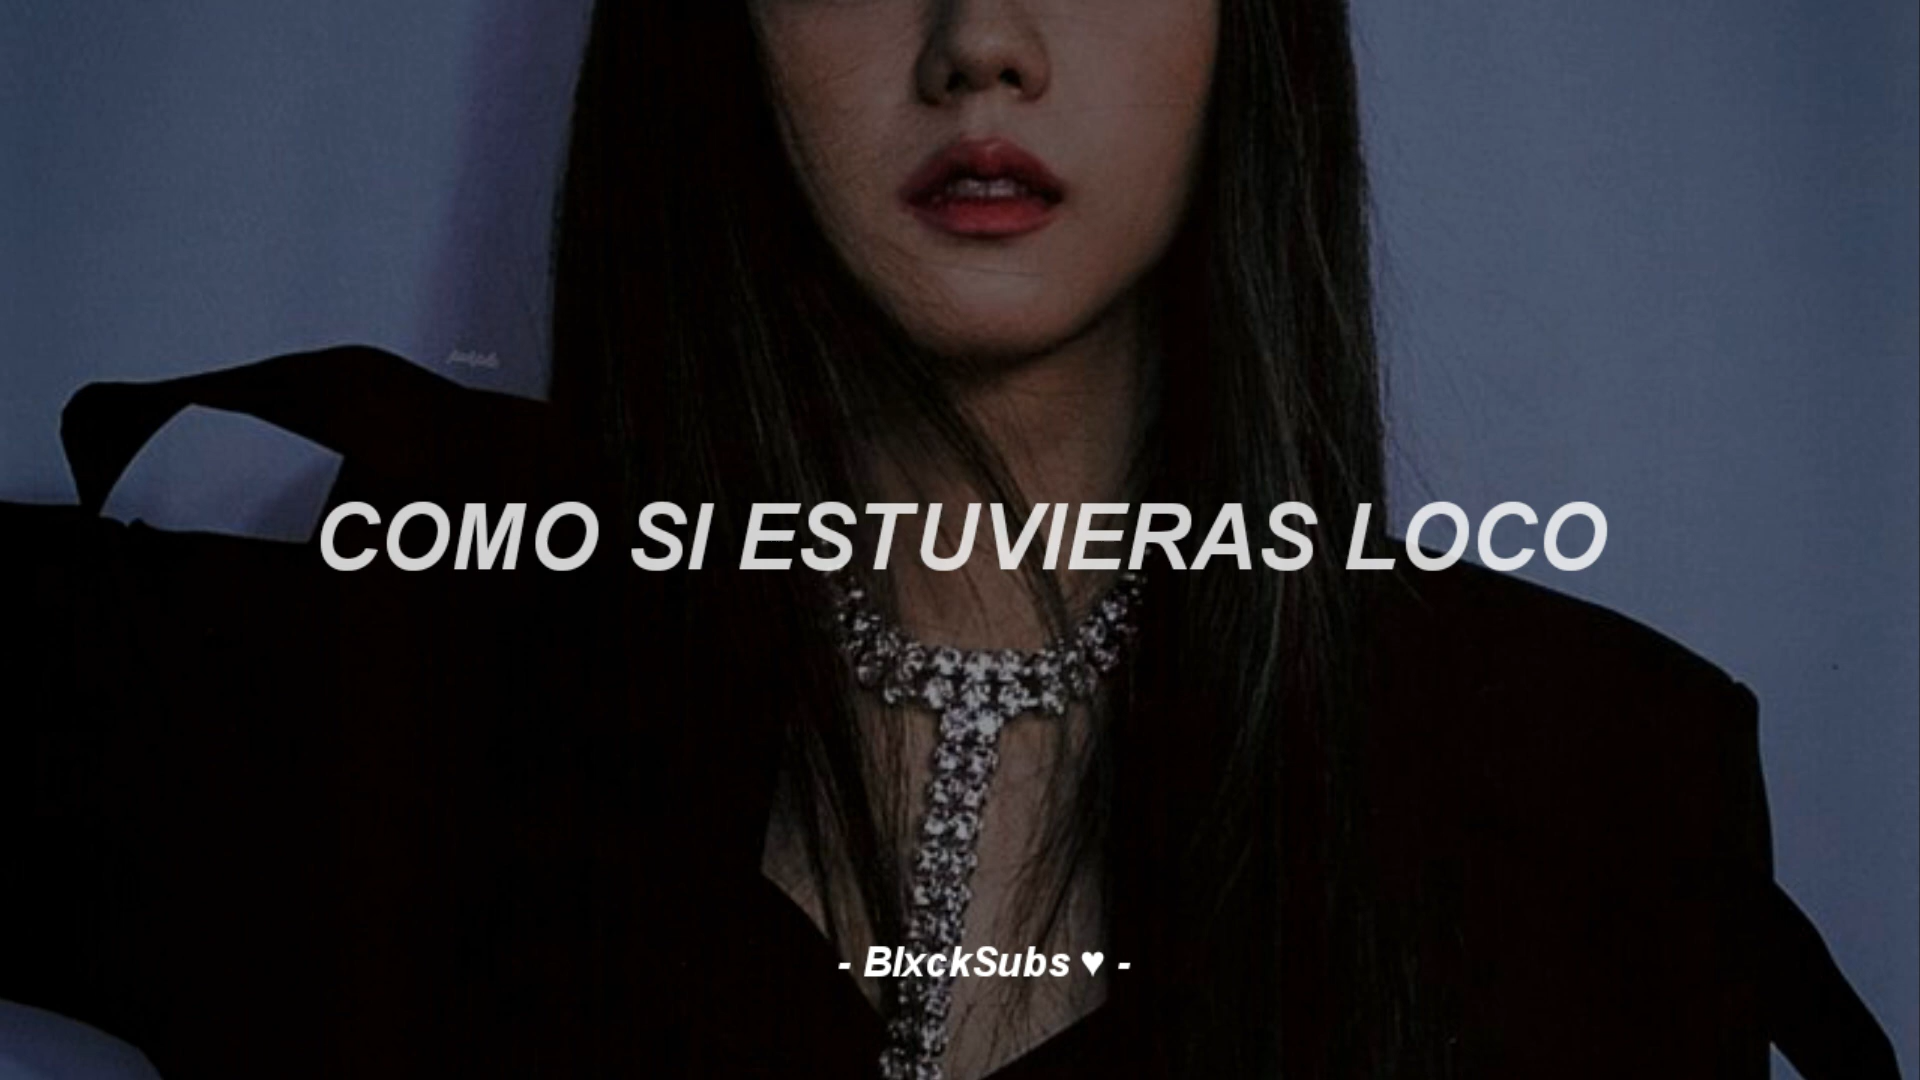 COMO SI ESTUVIERAS LOCO
- BlxckSubs ♥ -